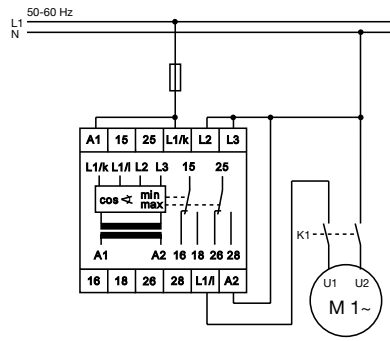 50-60 Hz
L1
N
A1 15 25 L1/k L2 L3
L1/k L1/l L2 L3 15 25
cos ∢ min
max
A1 A2 16 18 26 28
16 18 26 28 L1/l A2
K1
U1 U2
M 1~